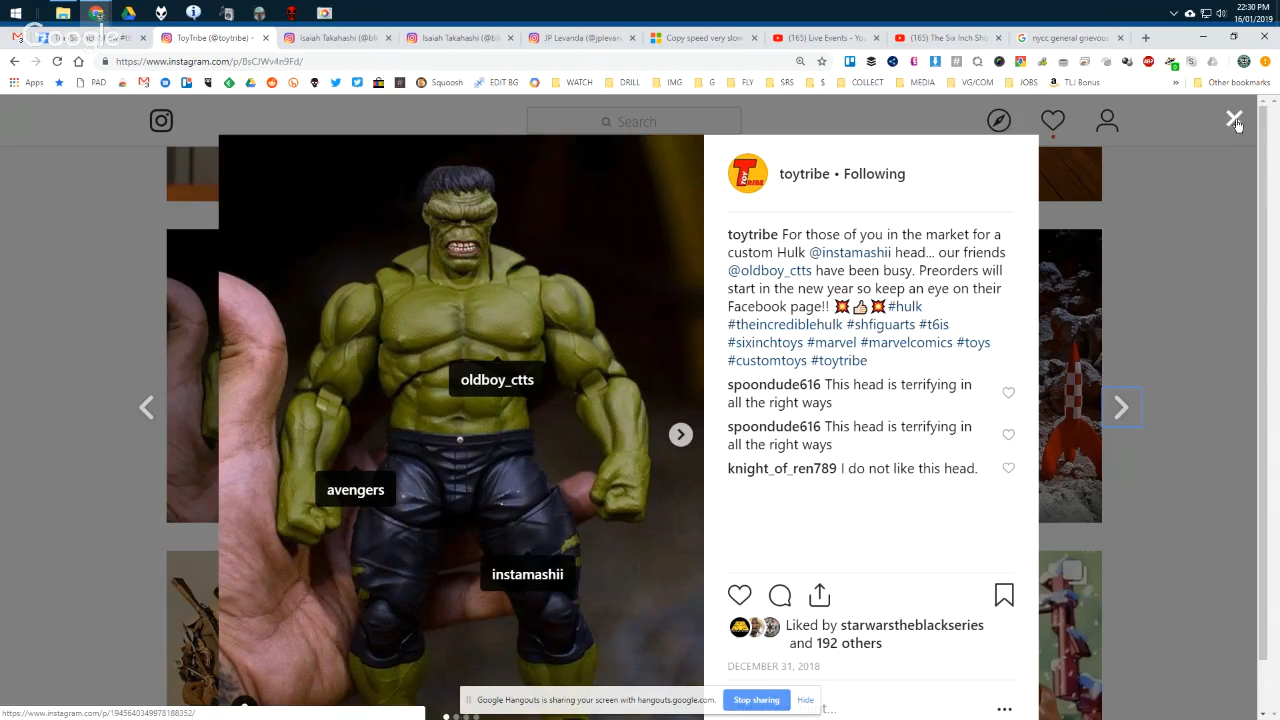 22:30 PM
16/01/2019
Google
ToyTribe (@toytribe) •
Isaiah Takahashi (@bl
Isaiah Takahashi (@bl
JP Levanda (@jplevan
Copy speed very slow
(165) Live Events - You
(165) The Six Inch Sho
nycc general grievous
https://www.instagram.com/p/BsCJWv4n9Fd/
Apps
PAD
Squoosh
EDIT BG
WATCH
DRILL
IMG
G
FLY
SRS
$
COLLECT
MEDIA
VG/COM
JOBS
TLJ Bonus
»
Other bookmarks
Search
toytribe • Following
toytribe For those of you in the market for a
custom Hulk @instamashii head... our friends
@oldboy_ctts have been busy. Preorders will
start in the new year so keep an eye on their
Facebook page!! 💥👍💥#hulk
#theincrediblehulk #shfiguarts #t6is
#sixinchtoys #marvel #marvelcomics #toys
#customtoys #toytribe
spoondude616 This head is terrifying in
all the right ways
spoondude616 This head is terrifying in
all the right ways
knight_of_ren789 I do not like this head.
oldboy_ctts
avengers
instamashii
Liked by starwarstheblackseries
and 192 others
DECEMBER 31, 2018
Google Hangouts is sharing your screen with hangouts.google.com.
Stop sharing
Hide
https://www.instagram.com/p/1945640349978188352/